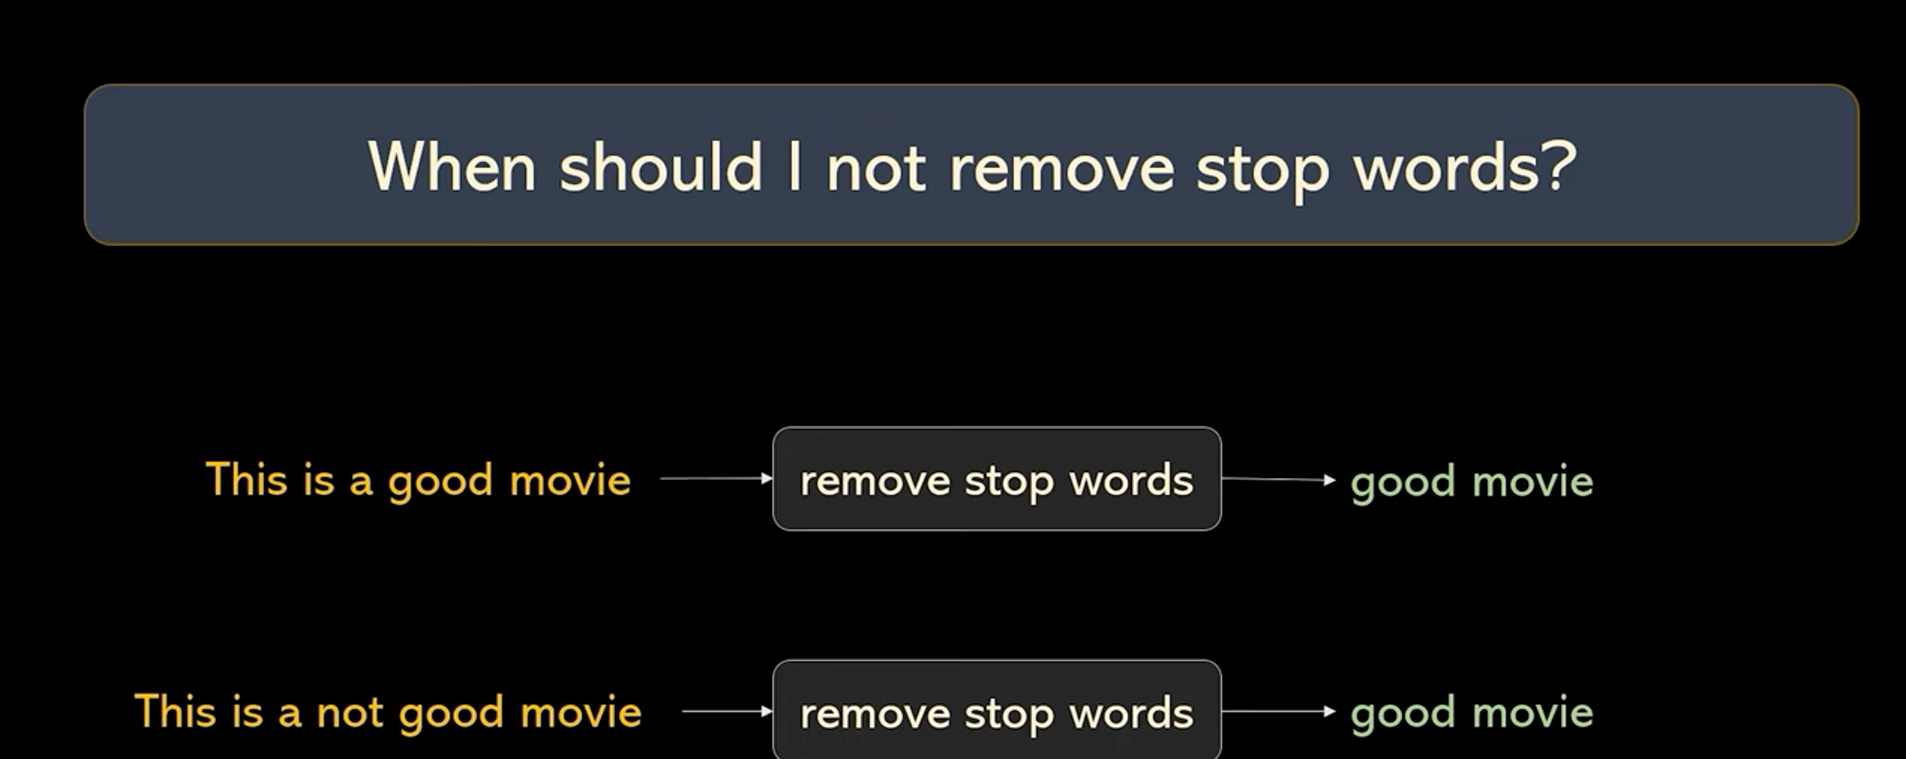 When should I not remove stop words?
This is a good movie remove stop words good movie
This is a not good movie remove stop words good movie